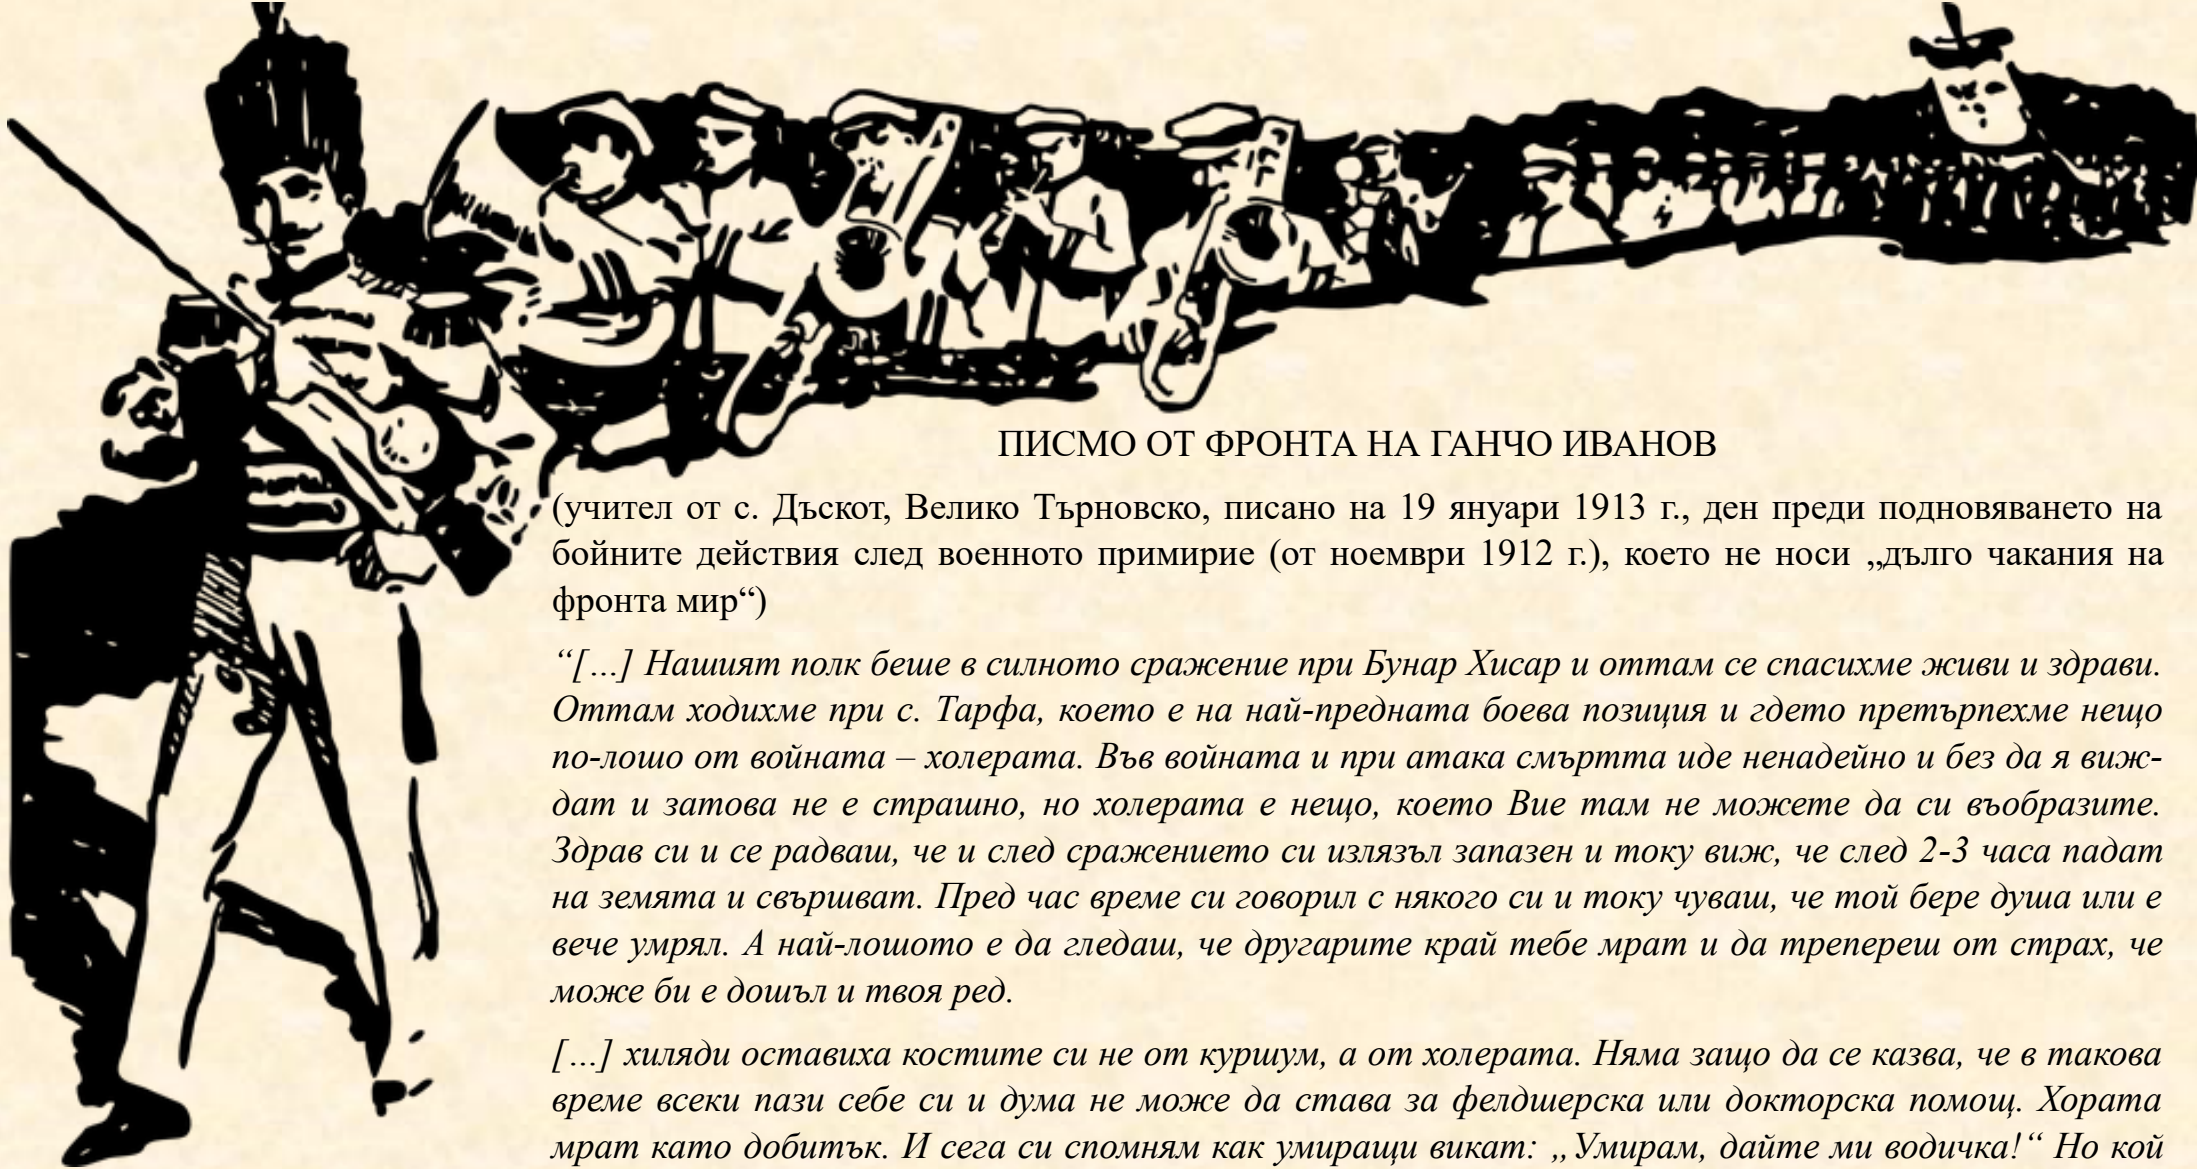 ПИСМО ОТ ФРОНТА НА ГАНЧО ИВАНОВ
(учител от с. Дъскот, Велико Търновско, писано на 19 януари 1913 г., ден преди подновяването на
бойните действия след военното примирие (от ноември 1912 г.), което не носи „дълго чакания на
фронта мир“)
“[...] Нашият полк беше в силното сражение при Бунар Хисар и оттам се спасихме живи и здрави.
Оттам ходихме при с. Тарфа, което е на най-предната боева позиция и гдето претърпехме нещо
по-лошо от войната – холерата. Във войната и при атака смъртта иде ненадейно и без да я виж-
дат и затова не е страшно, но холерата е нещо, което Вие там не можете да си въобразите.
Здрав си и се радваш, че и след сражението си излязъл запазен и току виж, че след 2-3 часа падат
на земята и свършват. Пред час време си говорил с някого си и току чуваш, че той бере душа или е
вече умрял. А най-лошото е да гледаш, че другарите край тебе мрат и да трепереш от страх, че
може би е дошъл и твоя ред.
[...] хиляди оставиха костите си не от куршум, а от холерата. Няма защо да се казва, че в такова
време всеки пази себе си и дума не може да става за фелдшерска или докторска помощ. Хората
мрат като добитък. И сега си спомням как умиращи викат: „Умирам, дайте ми водичка!“ Но кой